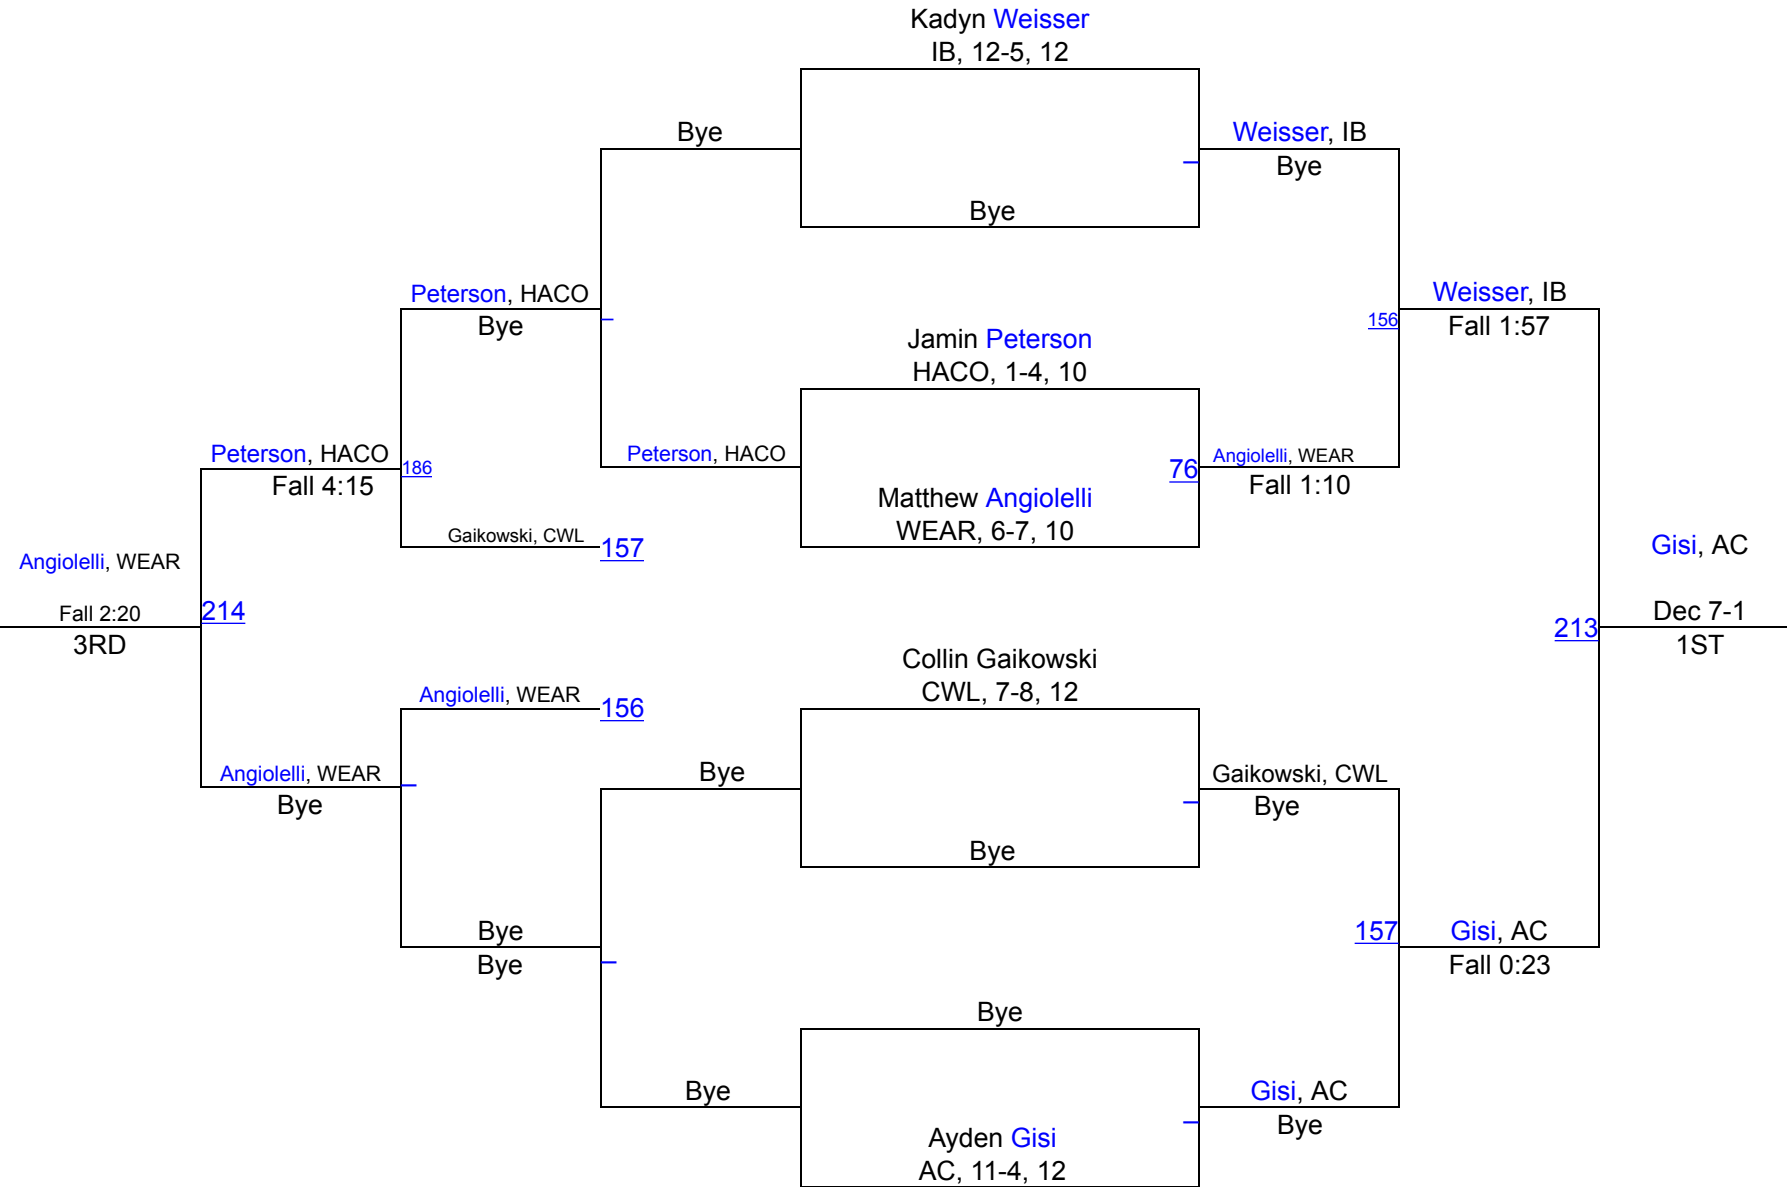 Kadyn Weisser
IB, 12-5, 12
Bye
Weisser, IB
Bye
Bye
Peterson, HACO
Bye
Weisser, IB
156
Fall 1:57
Jamin Peterson
HACO, 1-4, 10
Peterson, HACO
186
Fall 4:15
Peterson, HACO
76
Angiolelli, WEAR
Fall 1:10
Matthew Angiolelli
WEAR, 6-7, 10
Gaikowski, CWL
157
Angiolelli, WEAR
Fall 2:20
3RD
214
Gisi, AC
213
Dec 7-1
1ST
Collin Gaikowski
CWL, 7-8, 12
Angiolelli, WEAR
156
Angiolelli, WEAR
Bye
Bye
Gaikowski, CWL
Bye
Bye
Bye
Bye
157
Gisi, AC
Fall 0:23
Bye
Bye
Gisi, AC
Bye
Ayden Gisi
AC, 11-4, 12